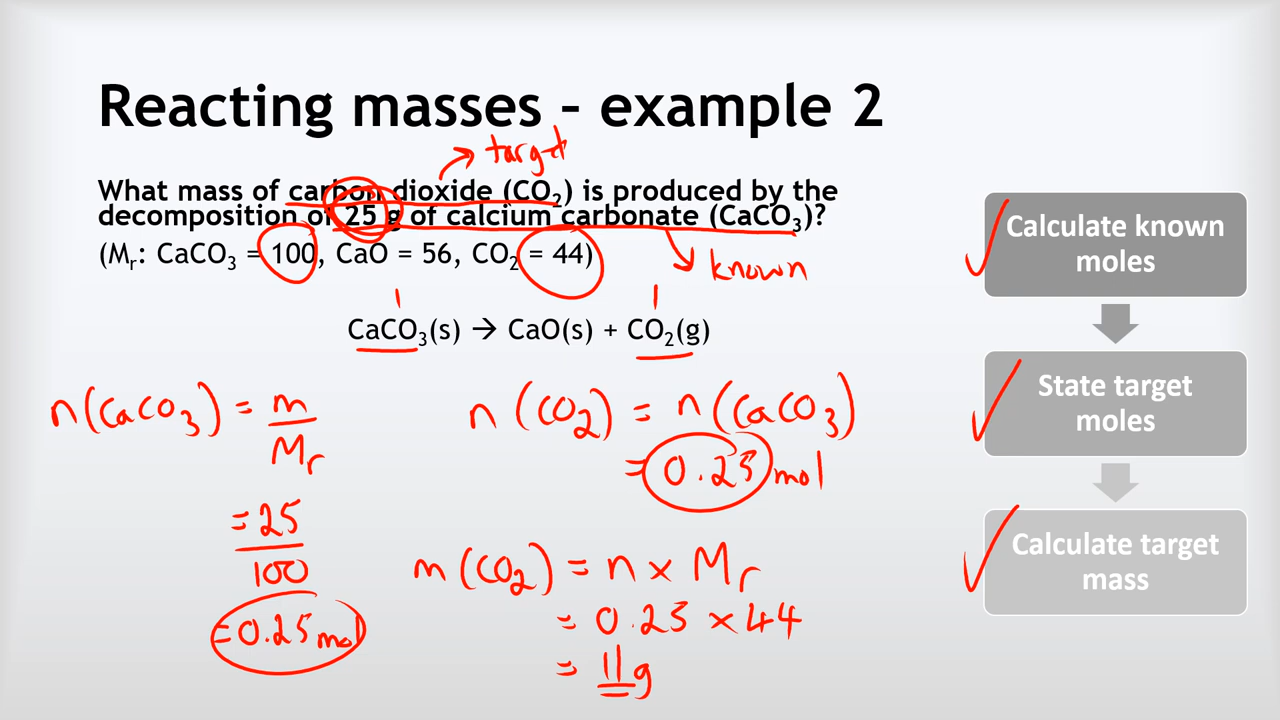 Reacting masses – example 2
target
What mass of carbon dioxide (CO₂) is produced by the
decomposition of 25 g of calcium carbonate (CaCO₃)?
(Mᵣ: CaCO₃ = 100, CaO = 56, CO₂ = 44)
known
1 1
CaCO₃(s) → CaO(s) + CO₂(g)
n(CaCO₃) = m/Mr
= 25/100
= 0.25 mol
n(CO₂) = n(CaCO₃)
= 0.25 mol
m(CO₂) = n × Mr
= 0.25 × 44
= 11g
Calculate known
moles
State target
moles
Calculate target
mass